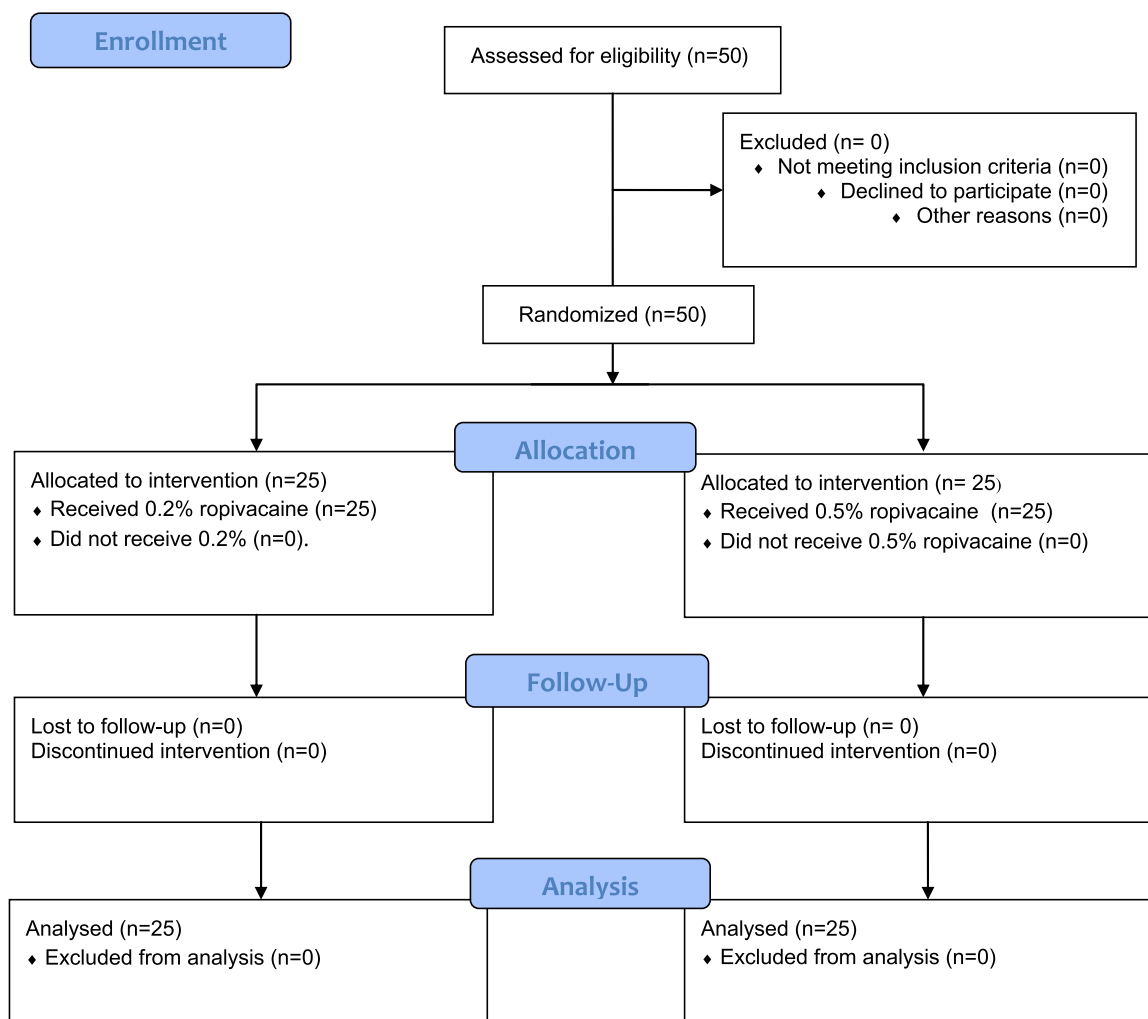 Enrollment
Assessed for eligibility (n=50)
Excluded (n= 0)
♦ Not meeting inclusion criteria (n=0)
♦ Declined to participate (n=0)
♦ Other reasons (n=0)
Randomized (n=50)
Allocation
Allocated to intervention (n=25)
♦ Received 0.2% ropivacaine (n=25)
♦ Did not receive 0.2% (n=0).
Allocated to intervention (n= 25)
♦ Received 0.5% ropivacaine  (n=25)
♦ Did not receive 0.5% ropivacaine (n=0)
Follow-Up
Lost to follow-up (n=0)
Discontinued intervention (n=0)
Lost to follow-up (n= 0)
Discontinued intervention (n=0)
Analysis
Analysed (n=25)
♦ Excluded from analysis (n=0)
Analysed (n=25)
♦ Excluded from analysis (n=0)